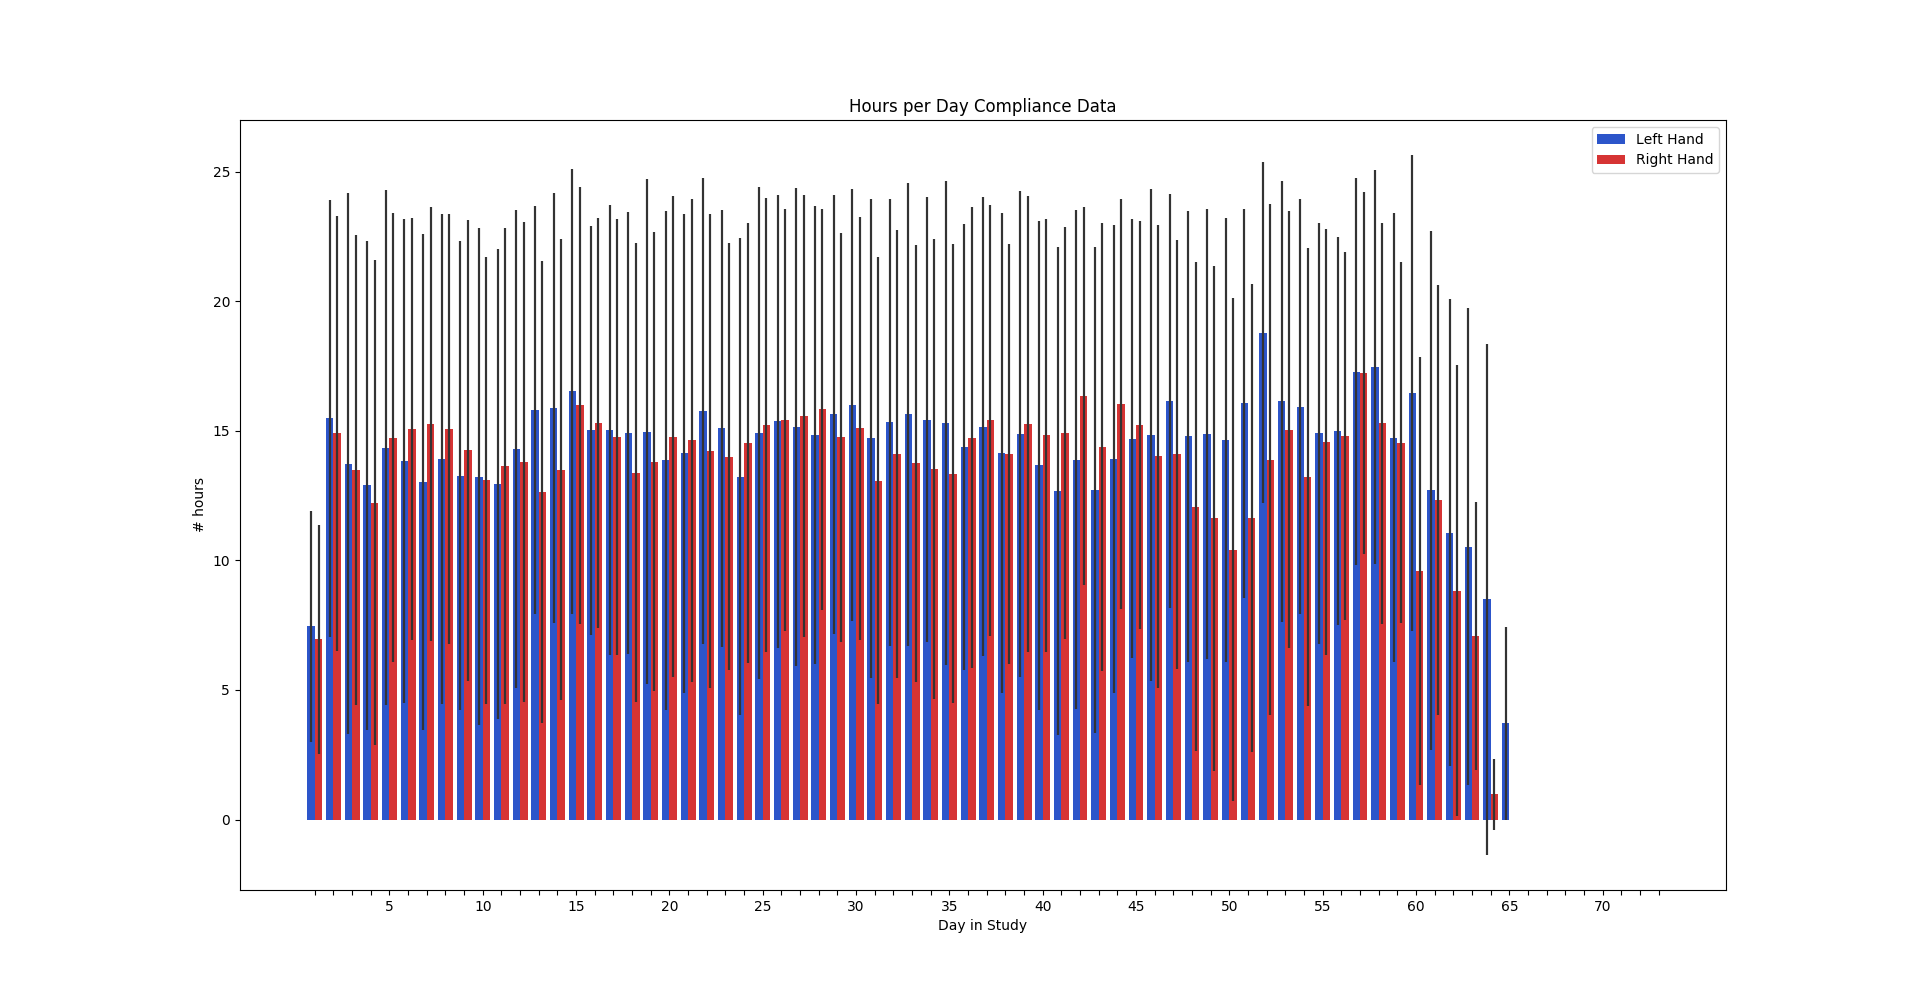 Hours per Day Compliance Data
Left Hand
Right Hand
25
20
15
10
5
0
# hours
5 10 15 20 25 30 35 40 45 50 55 60 65 70
Day in Study